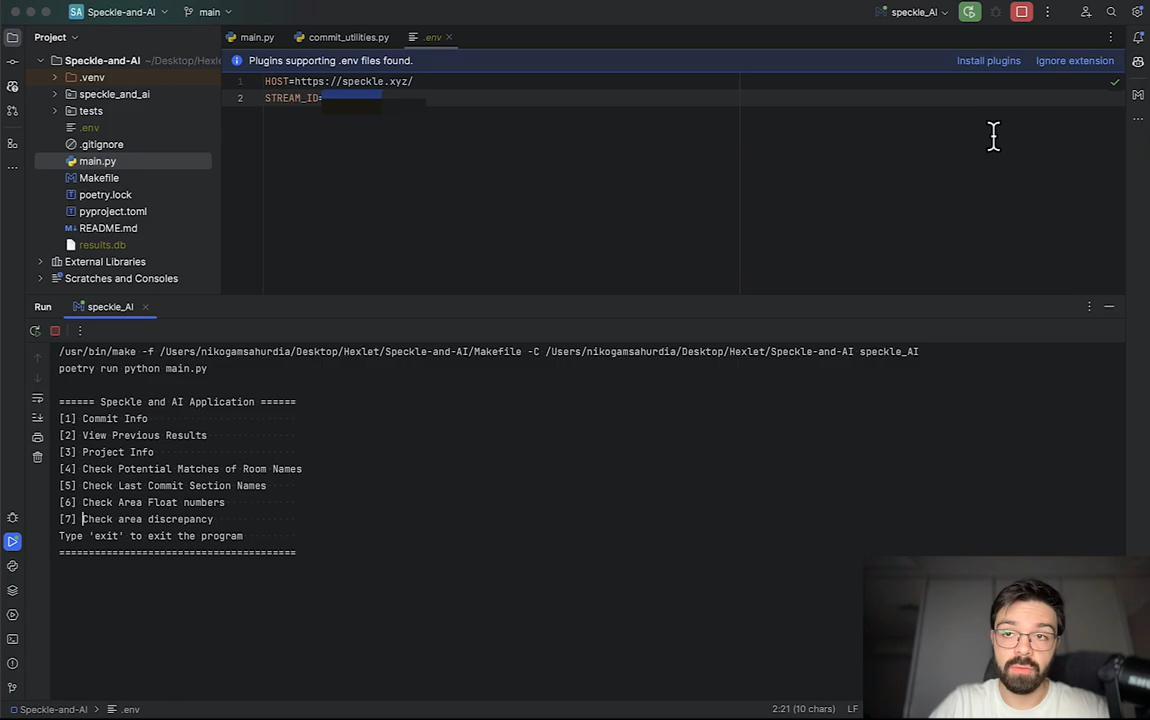 SA Speckle-and-AI main speckle_AI
Project main.py commit_utilities.py .env
Speckle-and-AI ~/Desktop/Hexle Plugins supporting .env files found. Install plugins Ignore extension
.venv 1 HOST=https://speckle.xyz/
speckle_and_ai 2 STREAM_ID=
tests
.env
.gitignore
main.py
Makefile
poetry.lock
pyproject.toml
README.md
results.db
External Libraries
Scratches and Consoles
Run speckle_AI
/usr/bin/make -f /Users/nikogamsahurdia/Desktop/Hexlet/Speckle-and-AI/Makefile -C /Users/nikogamsahurdia/Desktop/Hexlet/Speckle-and-AI speckle_AI
poetry run python main.py
====== Speckle and AI Application ======
[1] Commit Info
[2] View Previous Results
[3] Project Info
[4] Check Potential Matches of Room Names
[5] Check Last Commit Section Names
[6] Check Area Float numbers
[7] Check area discrepancy
Type 'exit' to exit the program
========================================
Speckle-and-AI > .env 2:21 (10 chars) LF